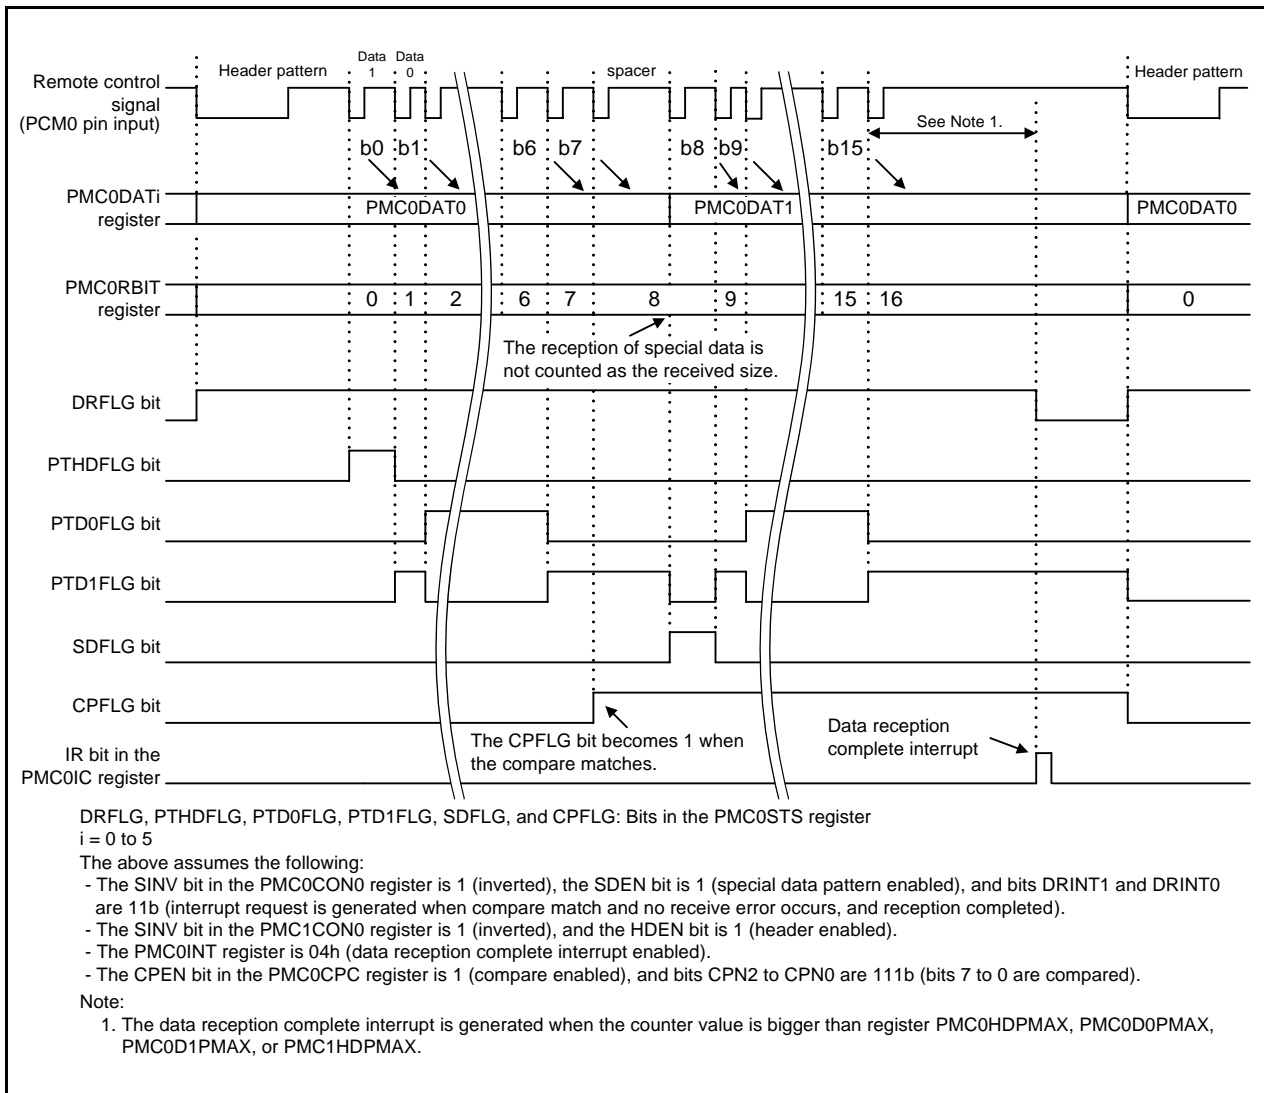 Header pattern
Data 1
Data 0
spacer
Header pattern
Remote control
signal
(PCM0 pin input)
See Note 1.
b0 b1 b6 b7 b8 b9 b15
PMC0DATi
register
PMC0DAT0 PMC0DAT1 PMC0DAT0
PMC0RBIT
register
0 1 2 6 7 8 9 15 16 0
The reception of special data is
not counted as the received size.
DRFLG bit
PTHDFLG bit
PTD0FLG bit
PTD1FLG bit
SDFLG bit
CPFLG bit
The CPFLG bit becomes 1 when
the compare matches.
Data reception
complete interrupt
IR bit in the
PMC0IC register
DRFLG, PTHDFLG, PTD0FLG, PTD1FLG, SDFLG, and CPFLG: Bits in the PMC0STS register
i = 0 to 5
The above assumes the following:
- The SINV bit in the PMC0CON0 register is 1 (inverted), the SDEN bit is 1 (special data pattern enabled), and bits DRINT1 and DRINT0
are 11b (interrupt request is generated when compare match and no receive error occurs, and reception completed).
- The SINV bit in the PMC1CON0 register is 1 (inverted), and the HDEN bit is 1 (header enabled).
- The PMC0INT register is 04h (data reception complete interrupt enabled).
- The CPEN bit in the PMC0CPC register is 1 (compare enabled), and bits CPN2 to CPN0 are 111b (bits 7 to 0 are compared).
Note:
1. The data reception complete interrupt is generated when the counter value is bigger than register PMC0HDPMAX, PMC0D0PMAX,
PMC0D1PMAX, or PMC1HDPMAX.